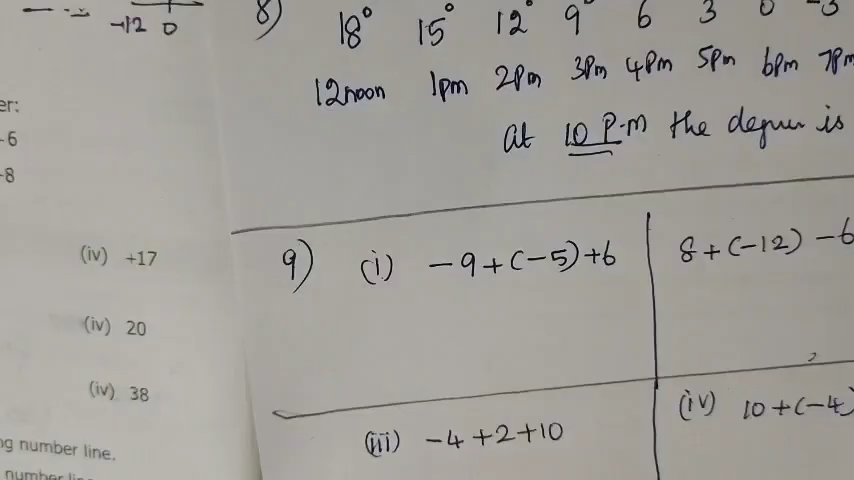 -12 0
er:
-6
-8
(iv) +17
(iv) 20
(iv) 38
ng number line.
number
8) 18° 15° 12° 9° 6 3 0 -3
12noon 1pm 2pm 3pm 4pm 5pm 6pm 7pm
at 10 P.M the degree is
9) (i) -9+(-5)+6
8+(-12)-6
(iii) -4+2+10
(iv) 10+(-4)